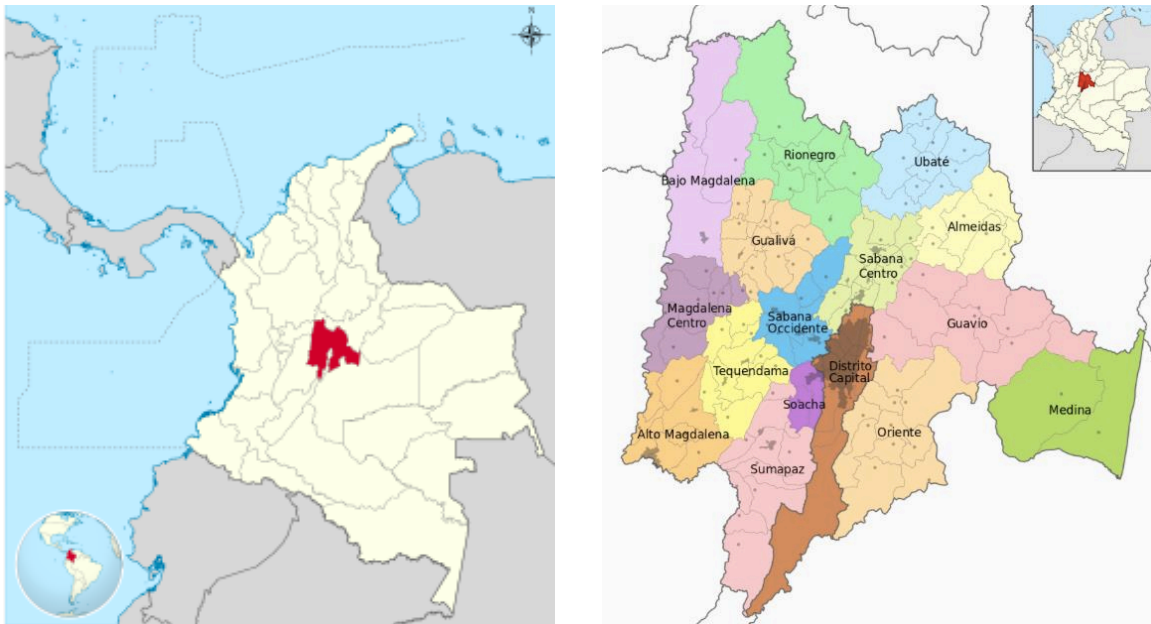 N
Rionegro
Ubaté
Bajo Magdalena
Almeidas
Gualivá
Sabana
Centro
Magdalena
Centro
Sabana
Occidente
Guavio
Tequendama
Distrito
Capital
Soacha
Medina
Alto Magdalena
Oriente
Sumapaz